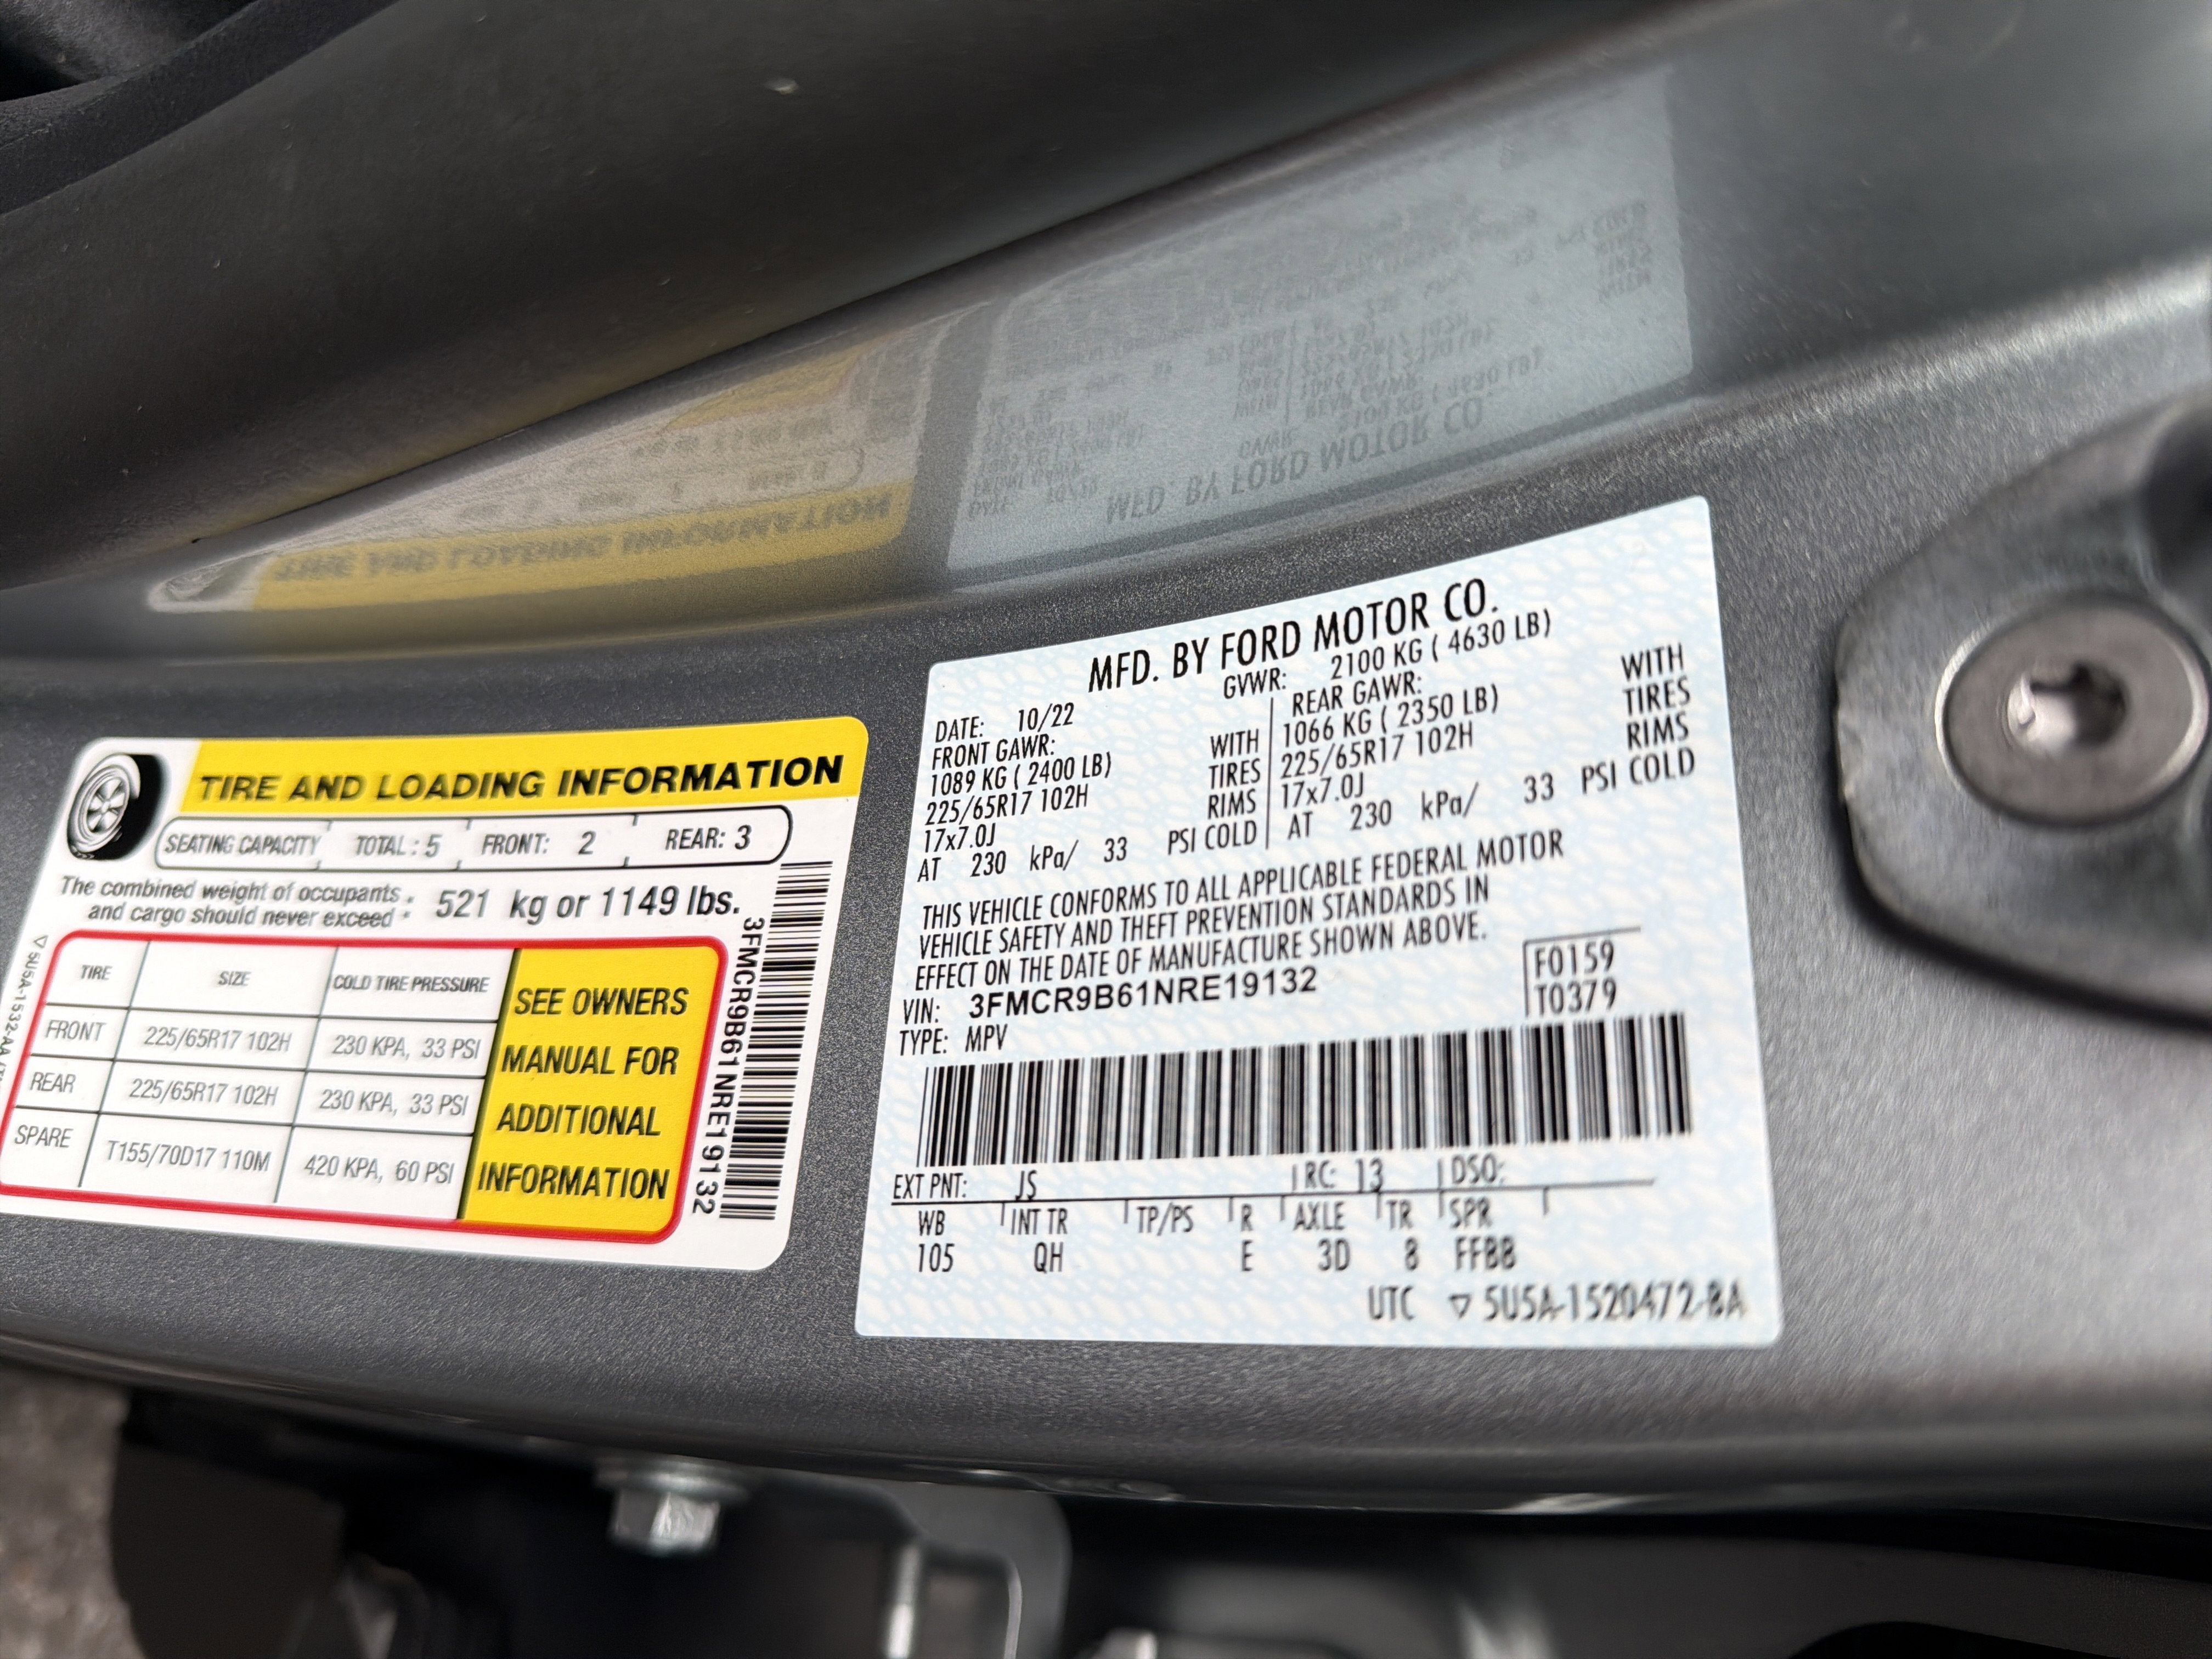 TIRE AND LOADING INFORMATION
SEATING CAPACITY TOTAL : 5 FRONT: 2 REAR: 3
The combined weight of occupants : 521 kg or 1149 lbs.
and cargo should never exceed :
TIRE SIZE COLD TIRE PRESSURE
FRONT 225/65R17 102H 230 KPA, 33 PSI
REAR 225/65R17 102H 230 KPA, 33 PSI
SPARE T155/70D17 110M 420 KPA, 60 PSI
SEE OWNERS
MANUAL FOR
ADDITIONAL
INFORMATION
3FMCR9B61NRE19132
5U5A-1532-AA
MFD. BY FORD MOTOR CO.
DATE: 10/22 GVWR: 2100 KG ( 4630 LB)
FRONT GAWR: REAR GAWR:
1089 KG ( 2400 LB) WITH 1066 KG ( 2350 LB) WITH
225/65R17 102H TIRES 225/65R17 102H TIRES
17x7.0J RIMS 17x7.0J RIMS
AT 230 kPa/ 33 PSI COLD AT 230 kPa/ 33 PSI COLD
THIS VEHICLE CONFORMS TO ALL APPLICABLE FEDERAL MOTOR
VEHICLE SAFETY AND THEFT PREVENTION STANDARDS IN
EFFECT ON THE DATE OF MANUFACTURE SHOWN ABOVE.
VIN: 3FMCR9B61NRE19132 F0159
TYPE: MPV T0379
EXT PNT: JS RC: 13 DSO:
WB INT TR TP/PS R AXLE TR SPR
105 QH E 3D 8 FFBB
UTC ▽ 5U5A-1520472-BA